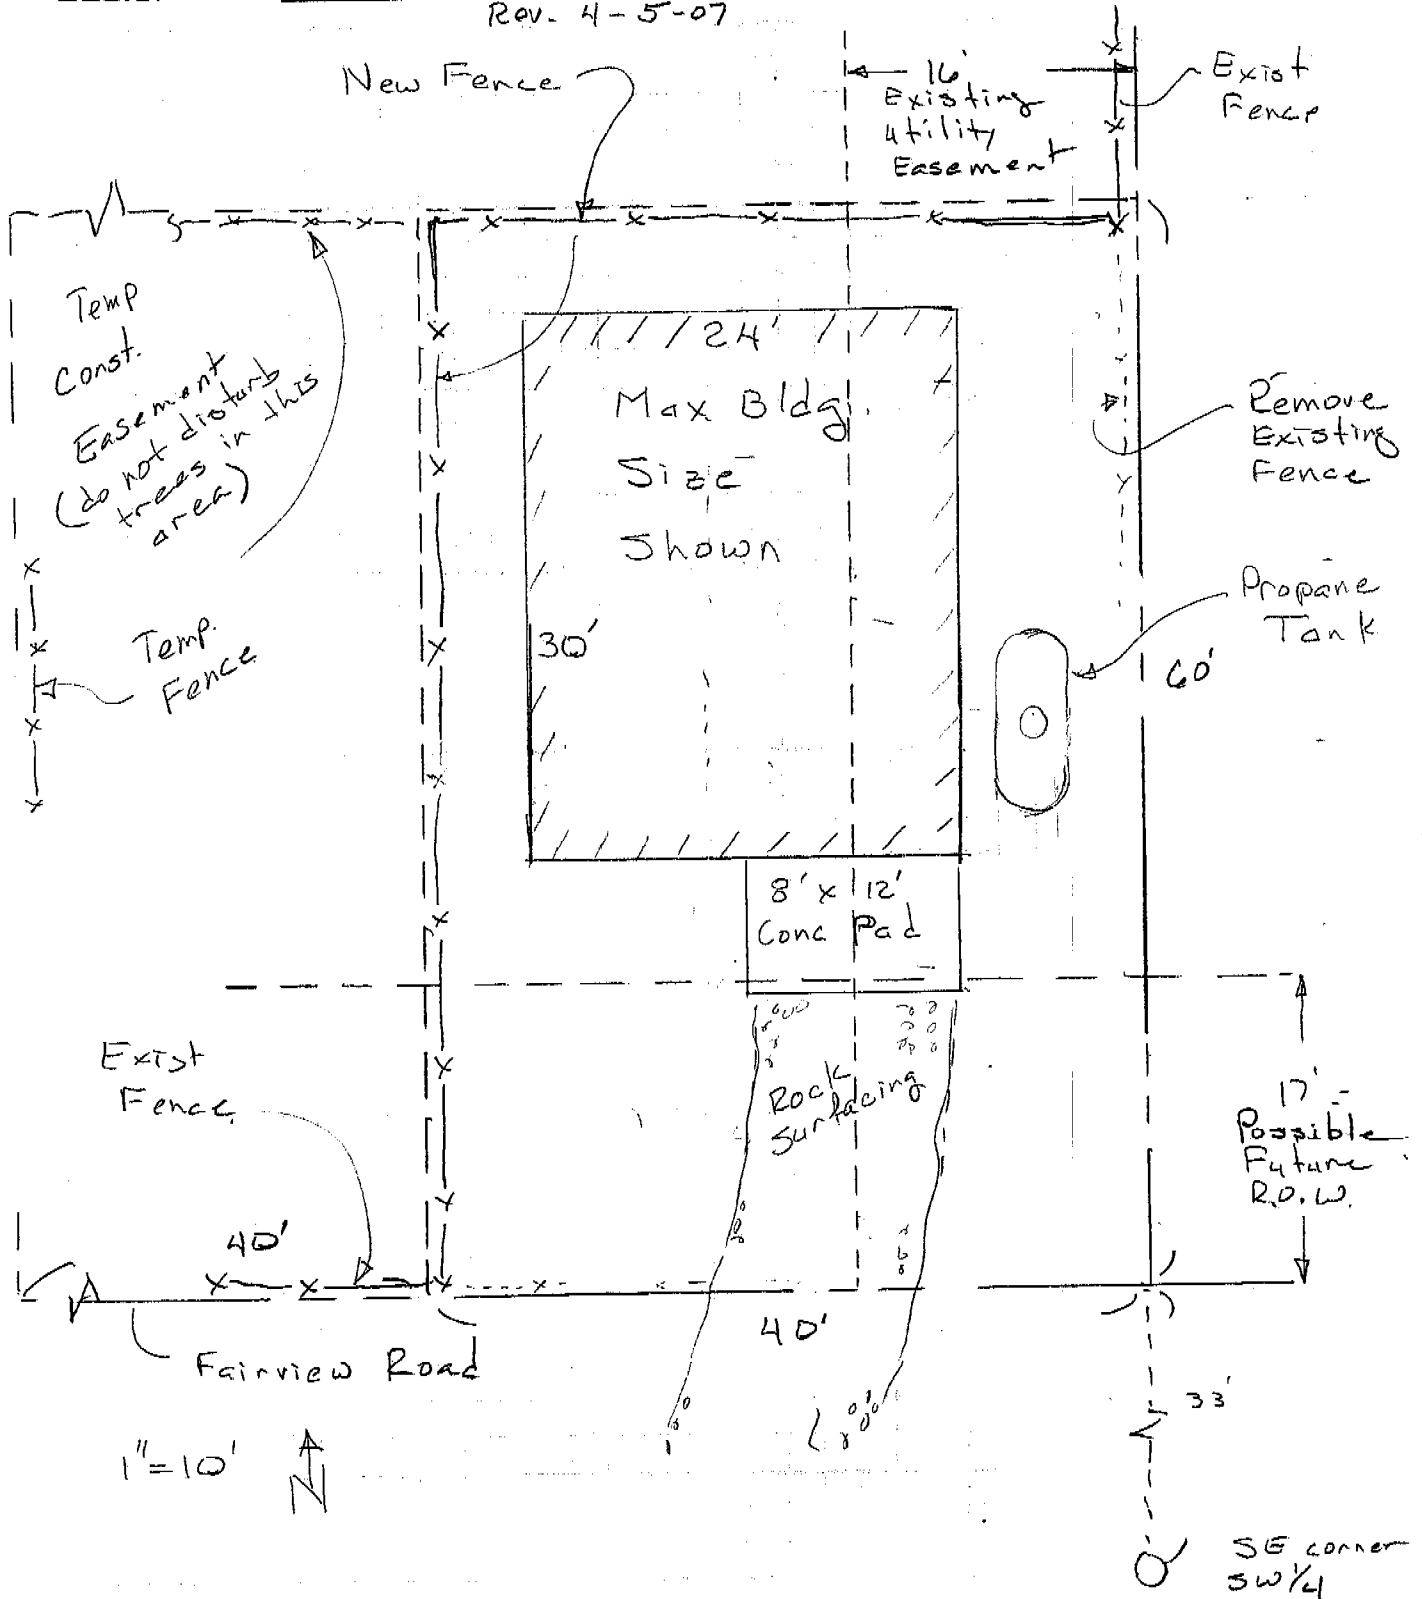 Rev. 4-5-07
New Fence
16'
Existing
Utility
Easement
Exist
Fence
Temp
Const.
Easement
(do not disturb
trees in this
area)
24'
Max Bldg.
Size
Shown
30'
Remove
Existing
Fence
Propane
Tank
60'
Temp.
Fence
8' x 12'
Conc Pad
Rock
Surfacing
Exist
Fence
17'
Possible
Future
R.O.W.
40'
40'
Fairview Road
33'
1"=10'
N
SE corner
SW 1/4